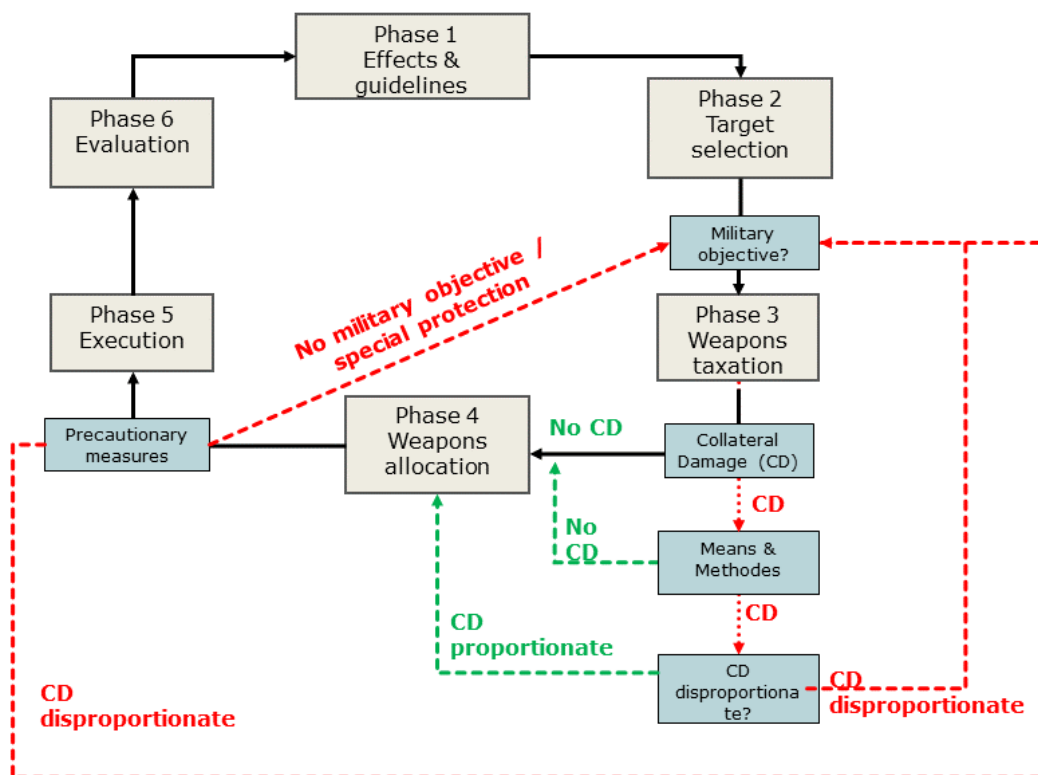 Phase 1
Effects &
guidelines
Phase 2
Target
selection
Phase 6
Evaluation
Military
objective?
No military objective /
special protection
Phase 5
Execution
Phase 3
Weapons
taxation
Phase 4
Weapons
allocation
Precautionary
measures
No CD
Collateral
Damage (CD)
CD
No
CD
Means &
Methodes
CD
CD
proportionate
CD
disproportiona
te?
CD
disproportionate
CD
disproportionate